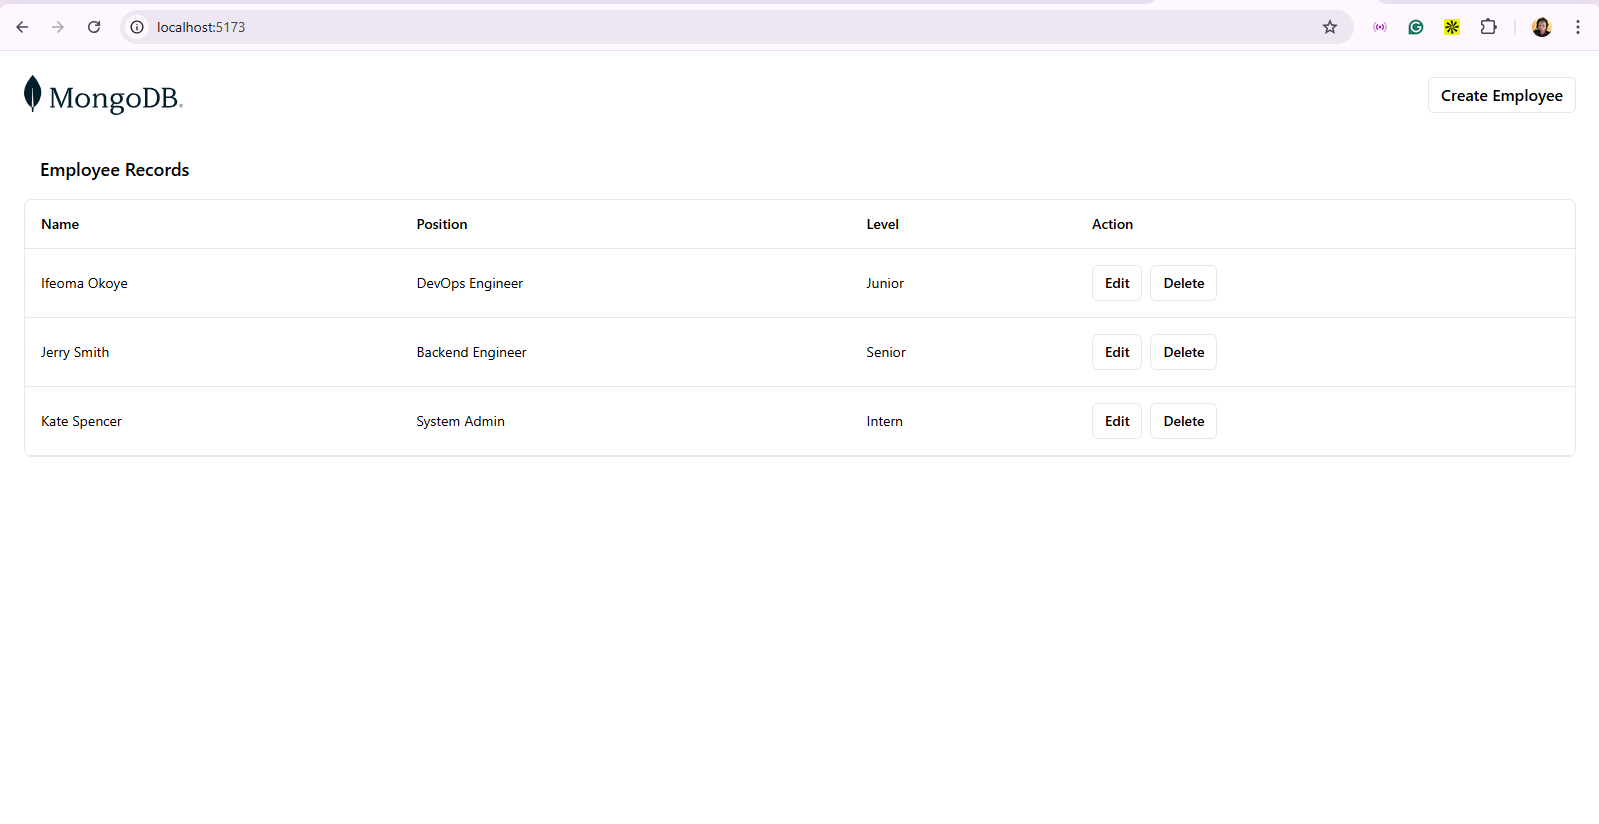 localhost:5173
MongoDB®
Create Employee
Employee Records
Name Position Level Action
Ifeoma Okoye DevOps Engineer Junior Edit Delete
Jerry Smith Backend Engineer Senior Edit Delete
Kate Spencer System Admin Intern Edit Delete